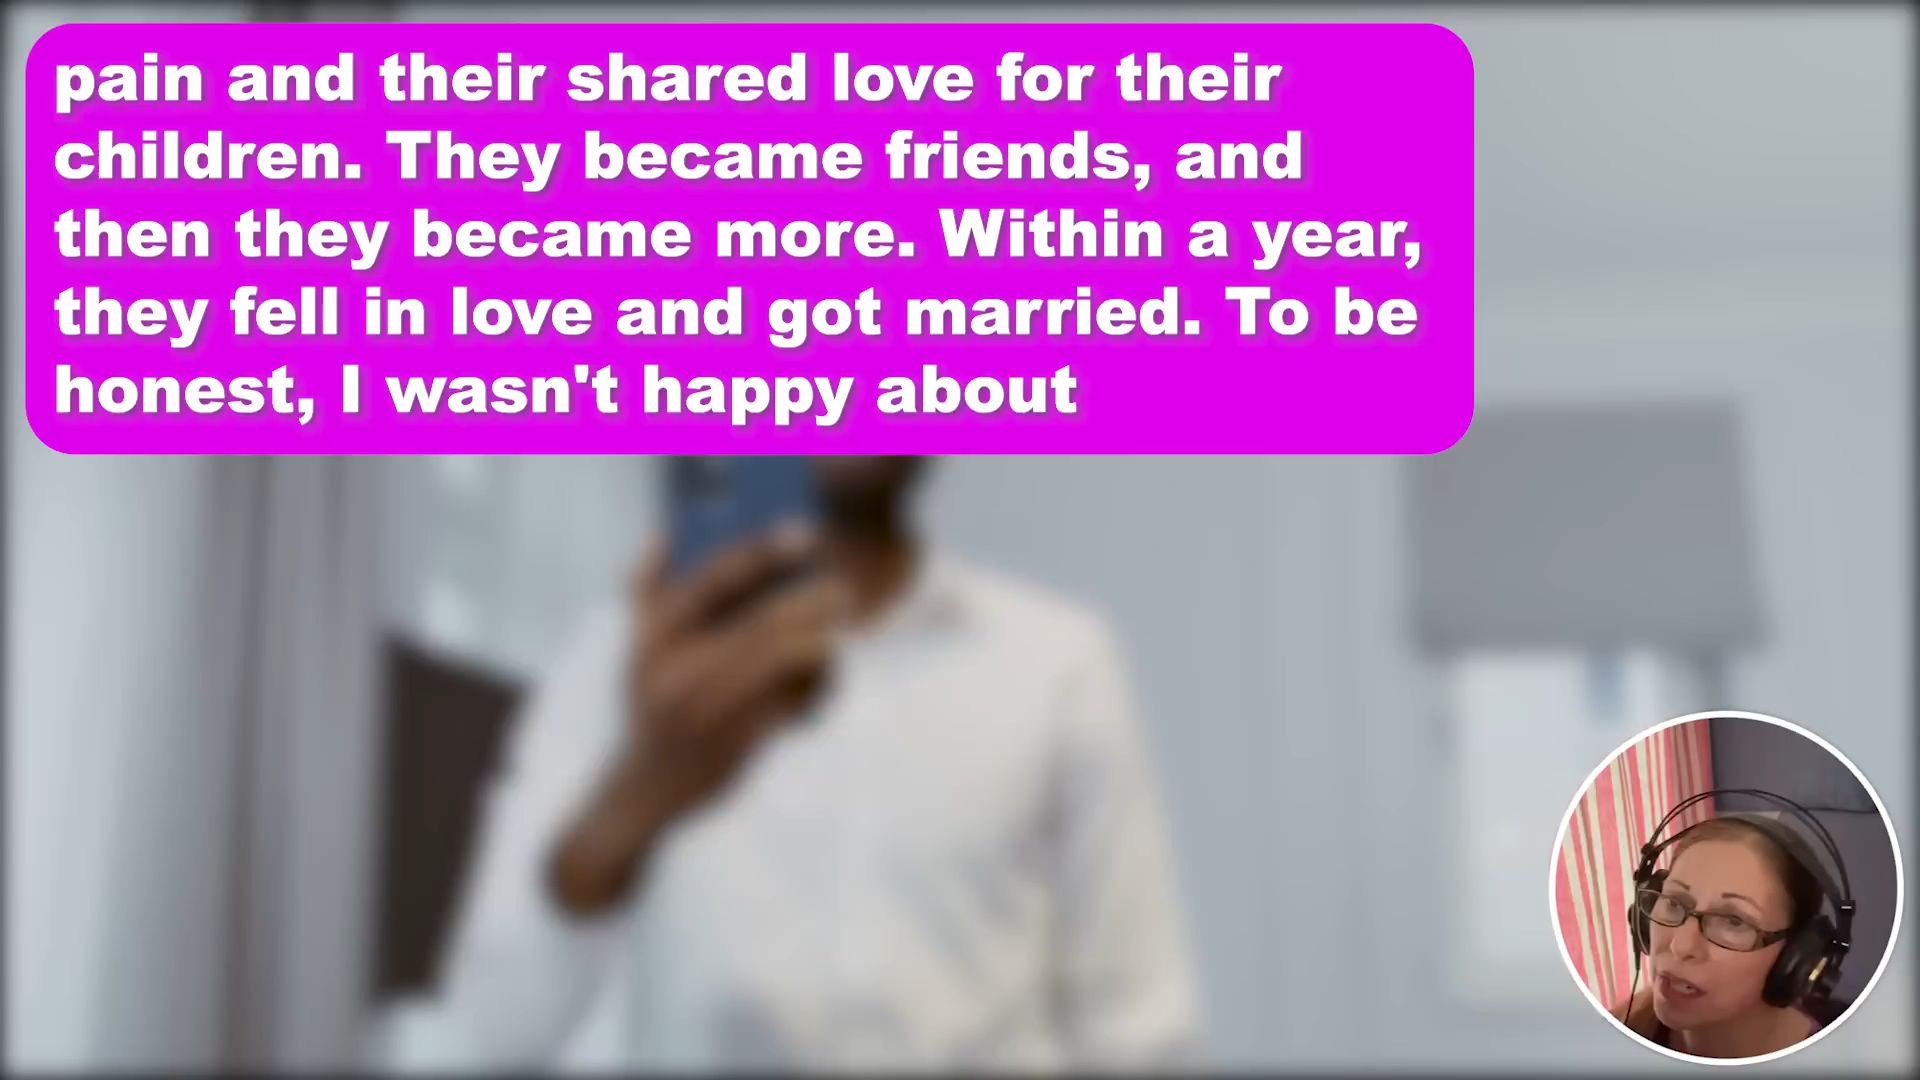 pain and their shared love for their
children. They became friends, and
then they became more. Within a year,
they fell in love and got married. To be
honest, I wasn't happy about